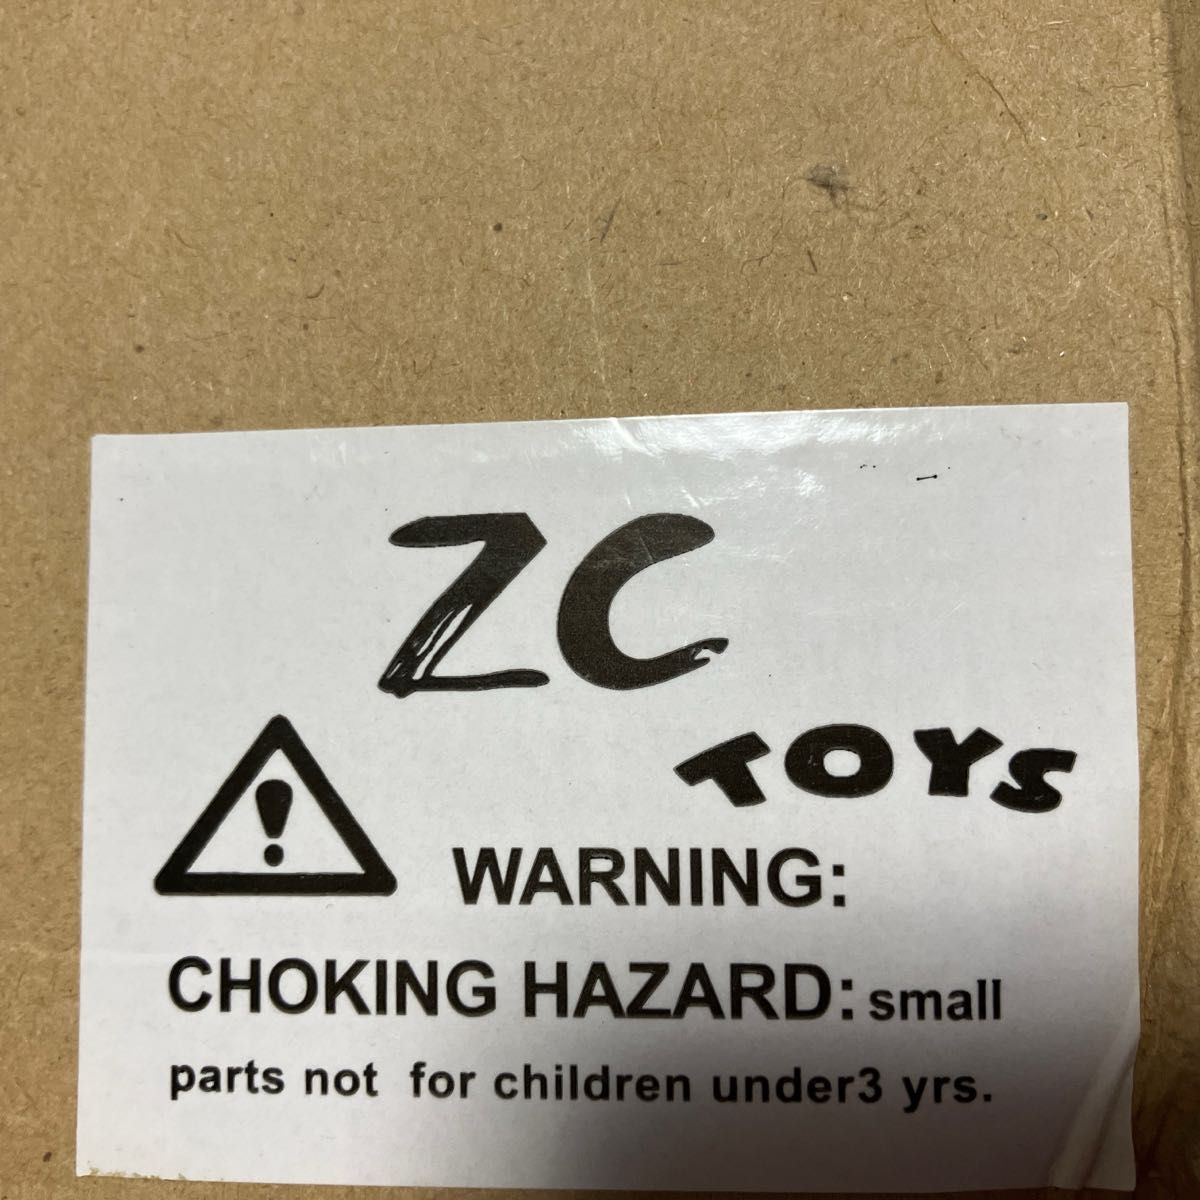 ZC
TOYS
WARNING:
CHOKING HAZARD: small
parts not for children under3 yrs.